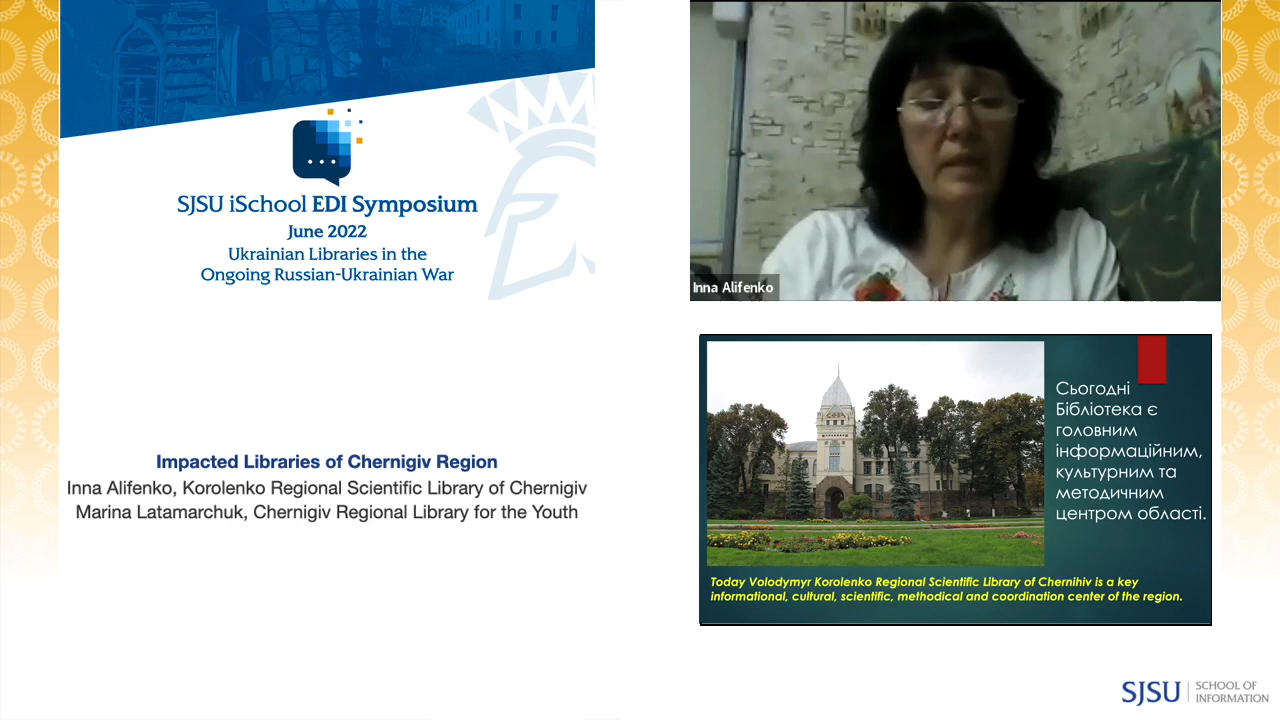 SJSU iSchool EDI Symposium
June 2022
Ukrainian Libraries in the
Ongoing Russian-Ukrainian War
Impacted Libraries of Chernigiv Region
Inna Alifenko, Korolenko Regional Scientific Library of Chernigiv
Marina Latamarchuk, Chernigiv Regional Library for the Youth
Inna Alifenko
Сьогодні
Бібліотека є
головним
інформаційним,
культурним та
методичним
центром області.
Today Volodymyr Korolenko Regional Scientific Library of Chernihiv is a key
informational, cultural, scientific, methodical and coordination center of the region.
SJSU SCHOOL OF
INFORMATION